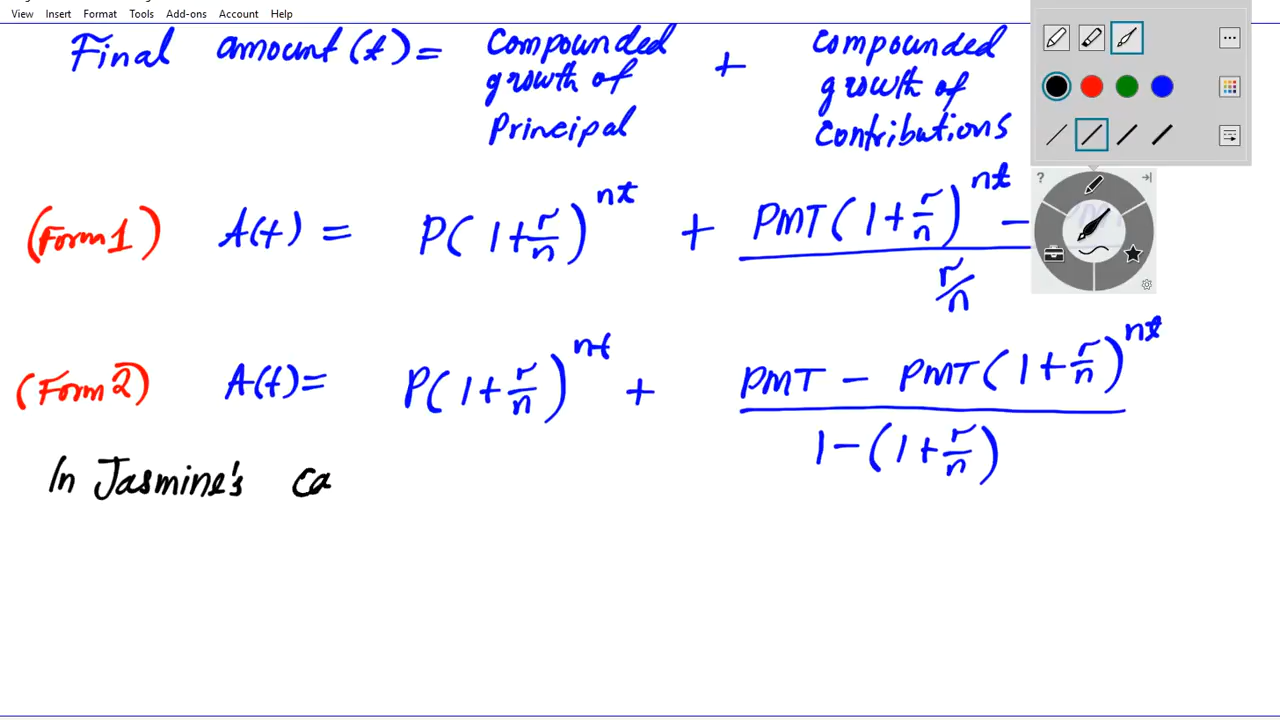 View Insert Format Tools Add-ons Account Help
Final amount(t) = compounded growth of Principal + compounded growth of contributions
(Form 1) A(t) = P(1+r/n)^nt + PMT(1+r/n)^nt − / r/n
(Form 2) A(t) = P(1+r/n)^nt + PMT − PMT(1+r/n)^nt / 1−(1+r/n)
In Jasmine's ca